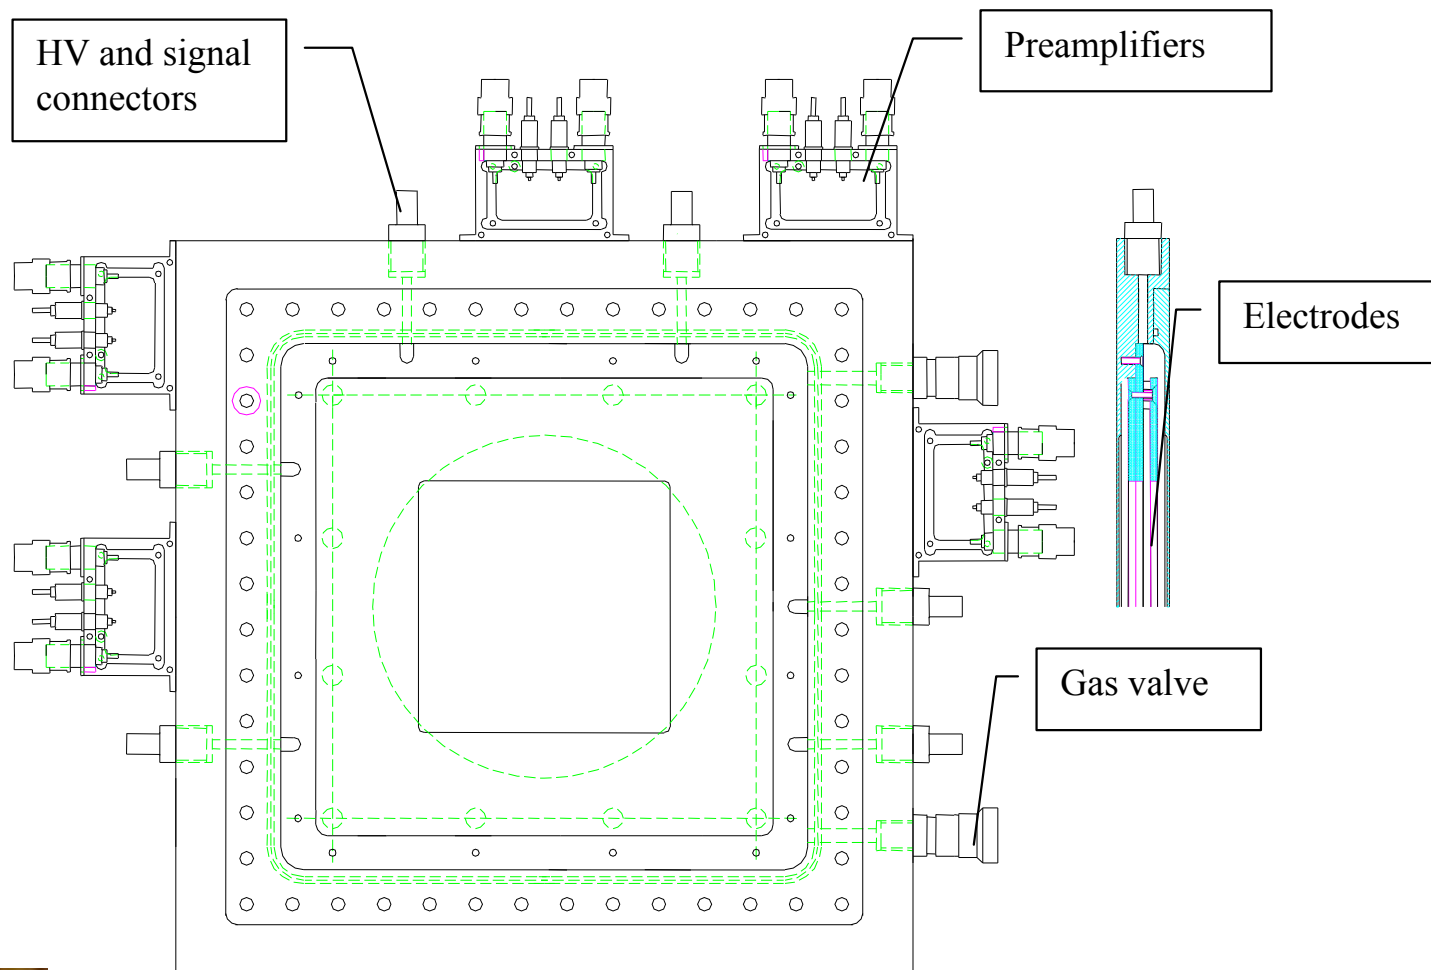 HV and signal
connectors
Preamplifiers
Electrodes
Gas valve